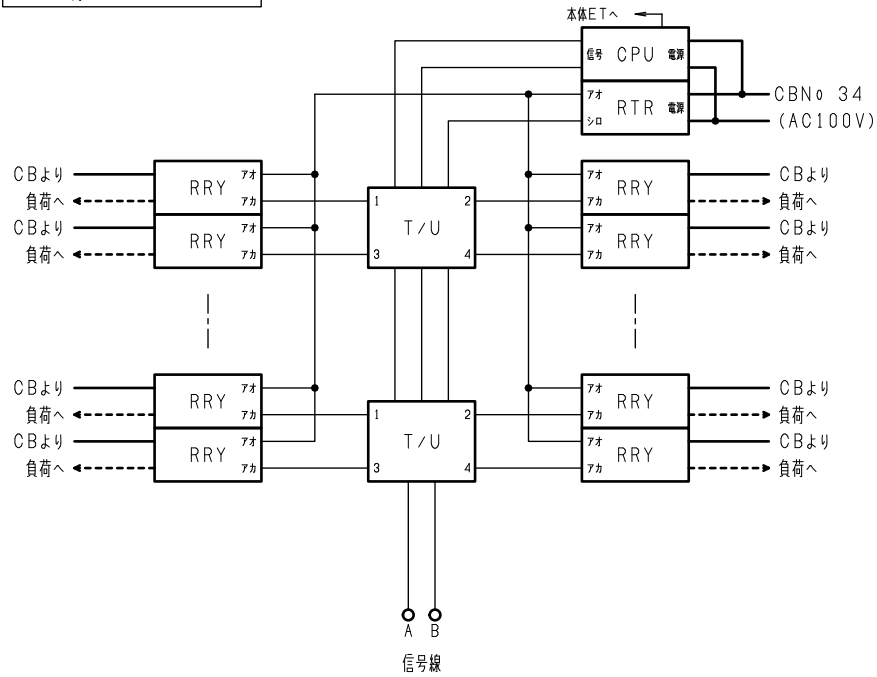 本体ETへ
信号 CPU 電源
アオ RTR 電源 CBNo 34
シロ (AC100V)
CBより RRY アオ アオ RRY CBより
負荷へ アカ 1 T/U 2 アカ 負荷へ
CBより RRY アオ アオ RRY CBより
負荷へ アカ 3 4 アカ 負荷へ
CBより RRY アオ アオ RRY CBより
負荷へ アカ 1 T/U 2 アカ 負荷へ
CBより RRY アオ アオ RRY CBより
負荷へ アカ 3 4 アカ 負荷へ
A B
信号線